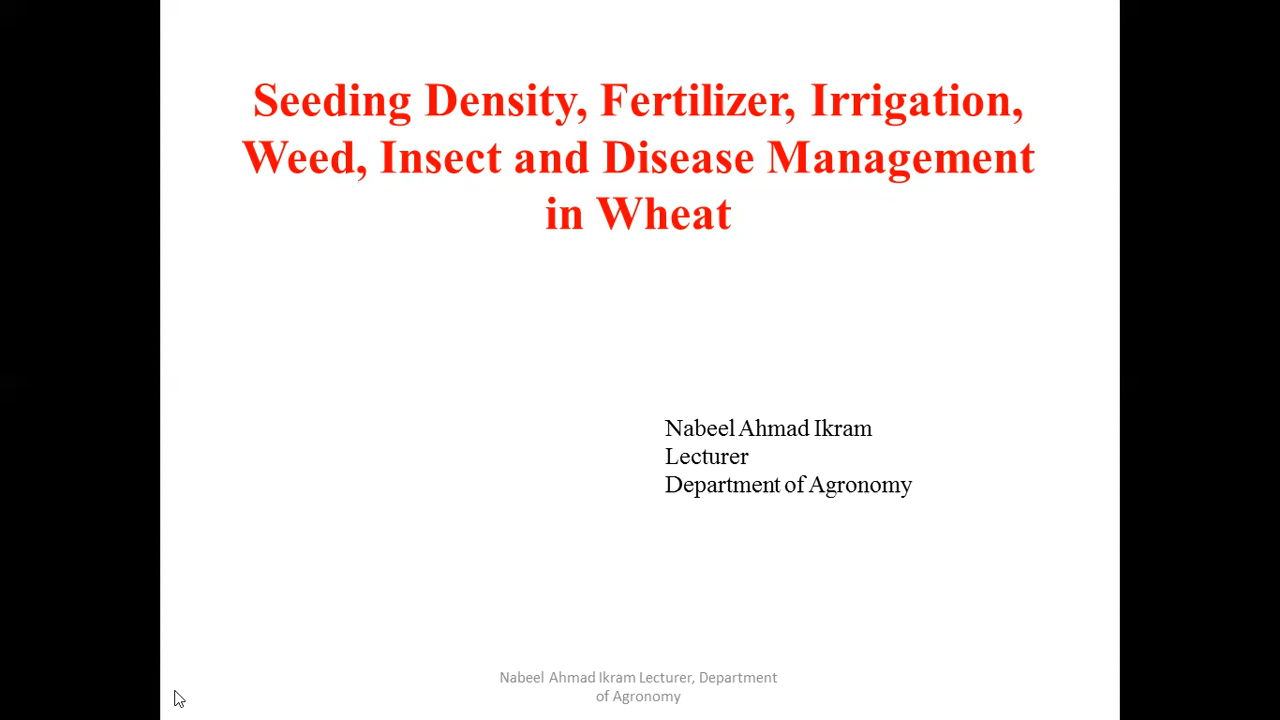 Seeding Density, Fertilizer, Irrigation,
Weed, Insect and Disease Management
in Wheat
Nabeel Ahmad Ikram
Lecturer
Department of Agronomy
Nabeel Ahmad Ikram Lecturer, Department
of Agronomy